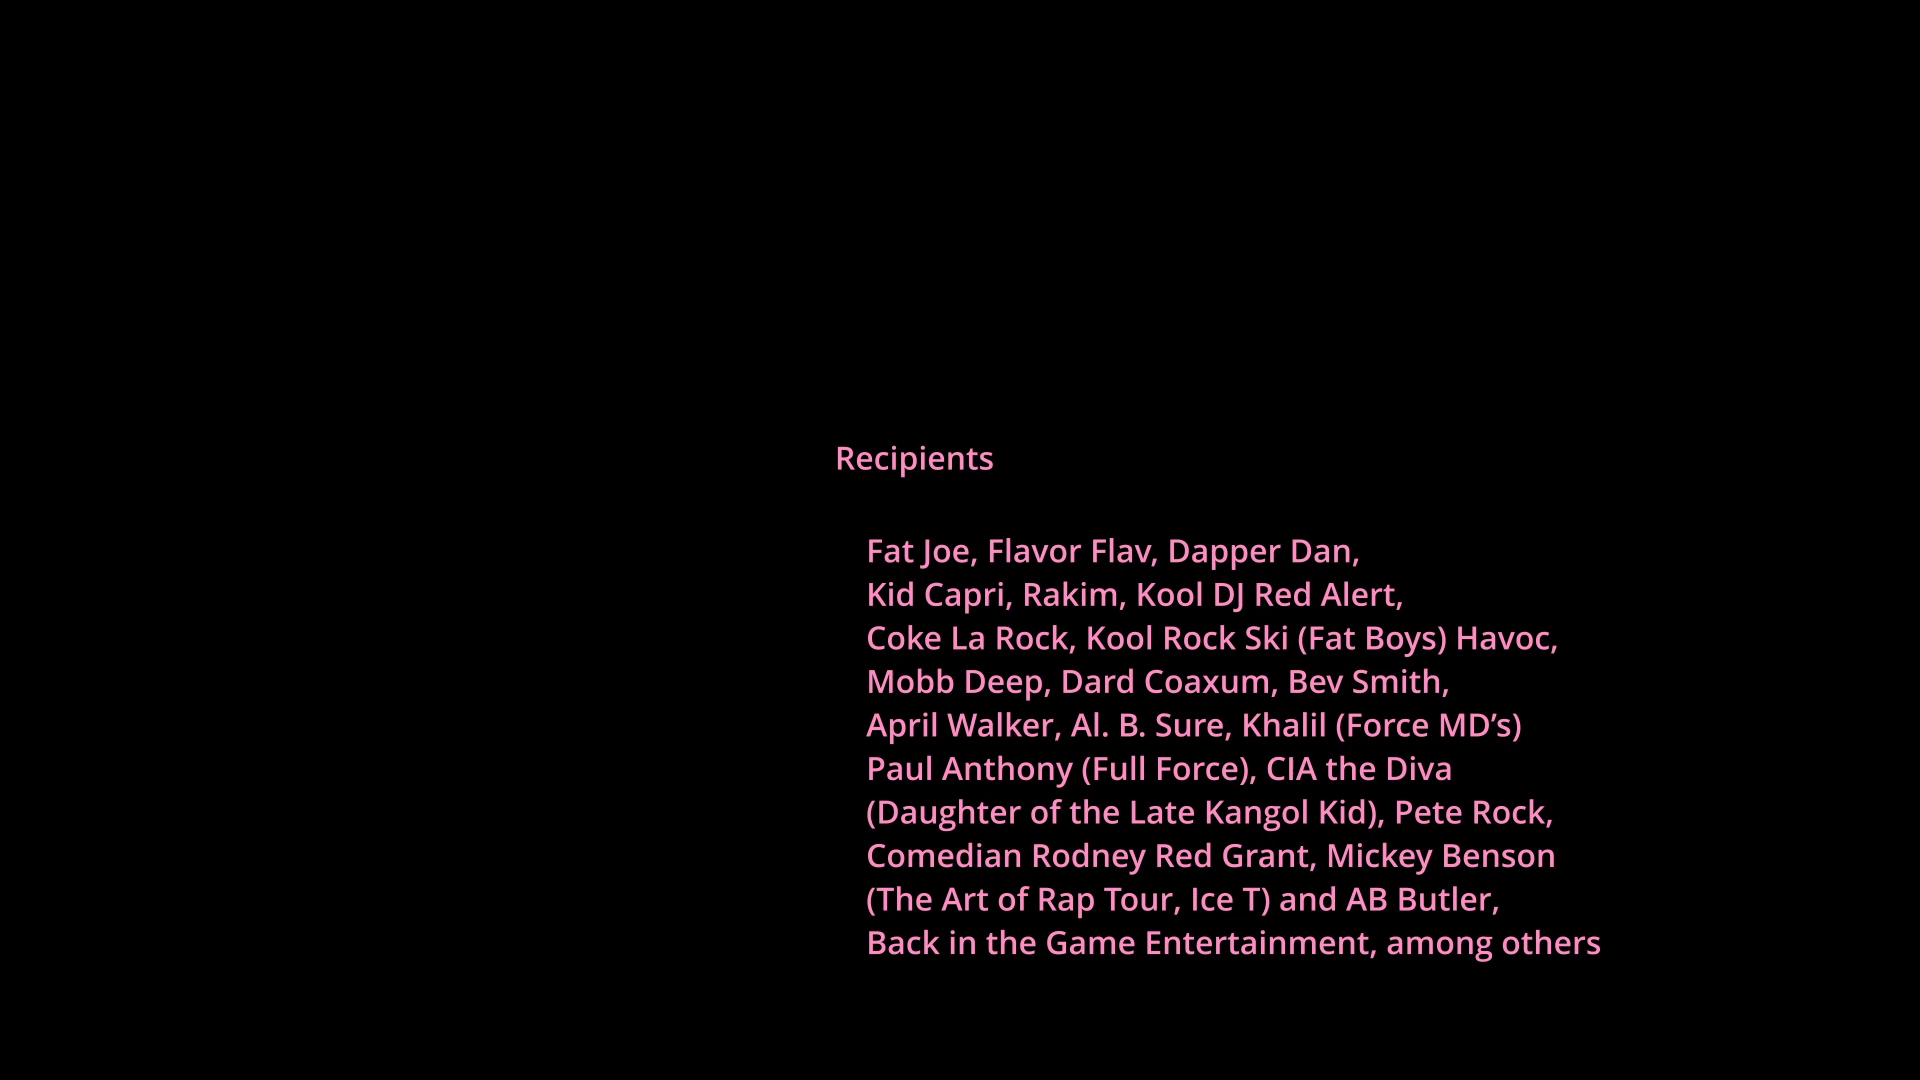 Recipients
Fat Joe, Flavor Flav, Dapper Dan,
Kid Capri, Rakim, Kool DJ Red Alert,
Coke La Rock, Kool Rock Ski (Fat Boys) Havoc,
Mobb Deep, Dard Coaxum, Bev Smith,
April Walker, Al. B. Sure, Khalil (Force MD’s)
Paul Anthony (Full Force), CIA the Diva
(Daughter of the Late Kangol Kid), Pete Rock,
Comedian Rodney Red Grant, Mickey Benson
(The Art of Rap Tour, Ice T) and AB Butler,
Back in the Game Entertainment, among others